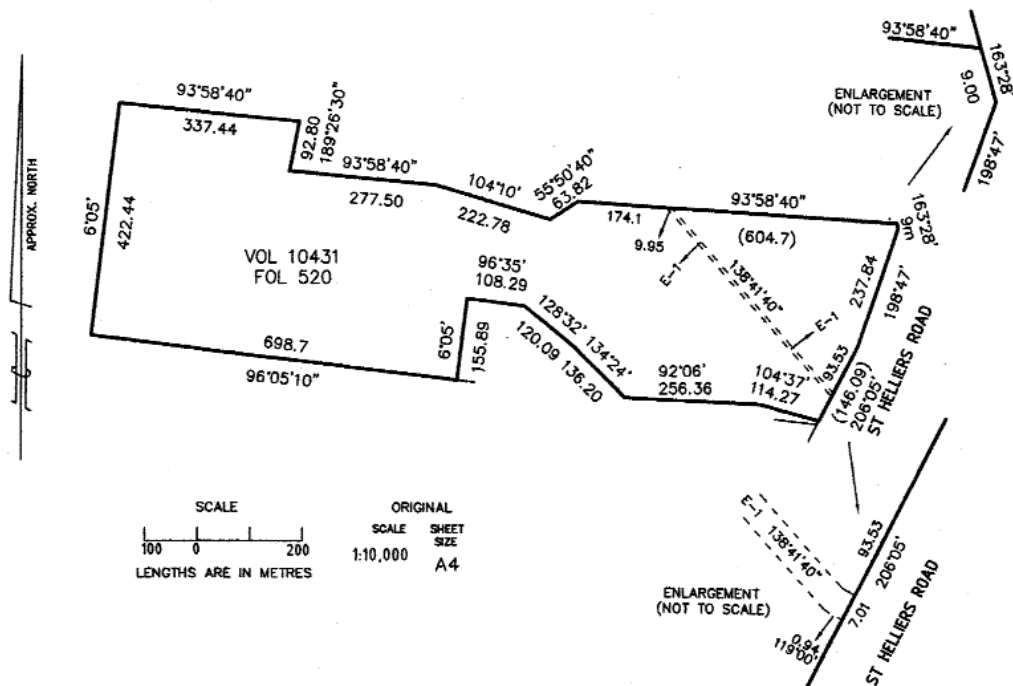 93°58'40"
163°28'
9.00
ENLARGEMENT
(NOT TO SCALE)
198°47'
93°58'40"
337.44
92.80
189°26'30"
93°58'40"
277.50
104°10'
222.78
55°50'40"
63.82
174.1
93°58'40"
(604.7)
9.95
E-1
138°41'40"
E-1
163°28'
9m
237.84
198°47'
APPROX. NORTH
6°05'
422.44
VOL 10431
FOL 520
96°35'
108.29
6°05'
155.89
128°32'
120.09
134°24'
136.20
92°06'
256.36
104°37'
114.27
93.53
(146.09)
206°05'
ST HELLIERS ROAD
698.7
96°05'10"
SCALE
100 0 200
LENGTHS ARE IN METRES
ORIGINAL
SCALE SHEET
SIZE
1:10,000 A4
E-1
138°41'40"
93.53
206°05'
7.01
0.94
119°00'
ENLARGEMENT
(NOT TO SCALE)
ST HELLIERS ROAD